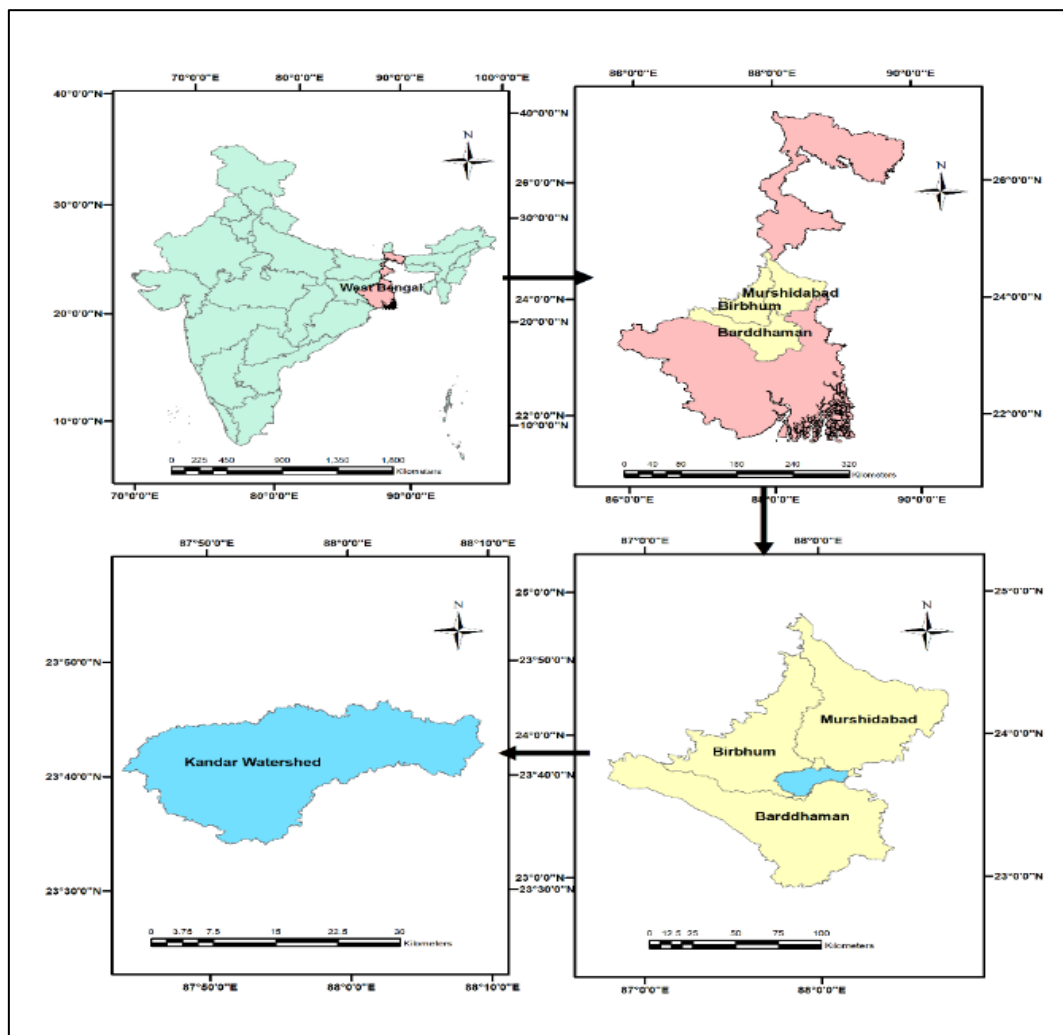 70°0'0"E 80°0'0"E 90°0'0"E 100°0'0"E
40°0'0"N
40°0'0"N
N
30°0'0"N
30°0'0"N
West Bengal
20°0'0"N
20°0'0"N
10°0'0"N
10°0'0"N
0 225 450 900 1,350 1,800
Kilometers
70°0'0"E 80°0'0"E 90°0'0"E
86°0'0"E 88°0'0"E 90°0'0"E
N
26°0'0"N
26°0'0"N
Murshidabad
Birbhum
24°0'0"N
24°0'0"N
Barddhaman
22°0'0"N
22°0'0"N
0 40 80 160 240 320
Kilometers
86°0'0"E 88°0'0"E 90°0'0"E
87°50'0"E 88°0'0"E 88°10'0"E
N
23°50'0"N
23°50'0"N
Kandar Watershed
23°40'0"N
23°40'0"N
23°30'0"N
23°30'0"N
0 3.75 7.5 15 22.5 30
Kilometers
87°50'0"E 88°0'0"E 88°10'0"E
87°0'0"E 88°0'0"E
25°0'0"N
25°0'0"N
N
Murshidabad
Birbhum
24°0'0"N
24°0'0"N
Barddhaman
23°0'0"N
23°0'0"N
0 12.5 25 50 75 100
Kilometers
87°0'0"E 88°0'0"E